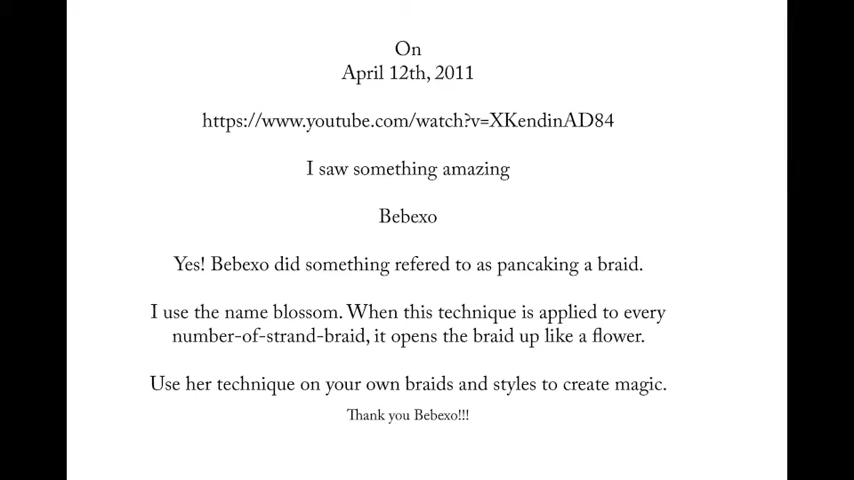 On
April 12th, 2011
https://www.youtube.com/watch?v=XKendinAD84
I saw something amazing
Bebexo
Yes! Bebexo did something refered to as pancaking a braid.
I use the name blossom. When this technique is applied to every
number-of-strand-braid, it opens the braid up like a flower.
Use her technique on your own braids and styles to create magic.
Thank you Bebexo!!!